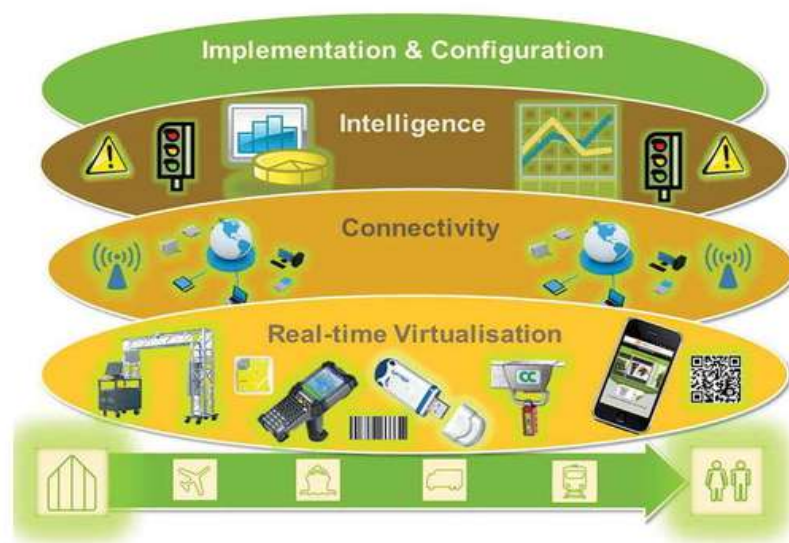 Implementation & Configuration
Intelligence
Connectivity
Real-time Virtualisation
CC